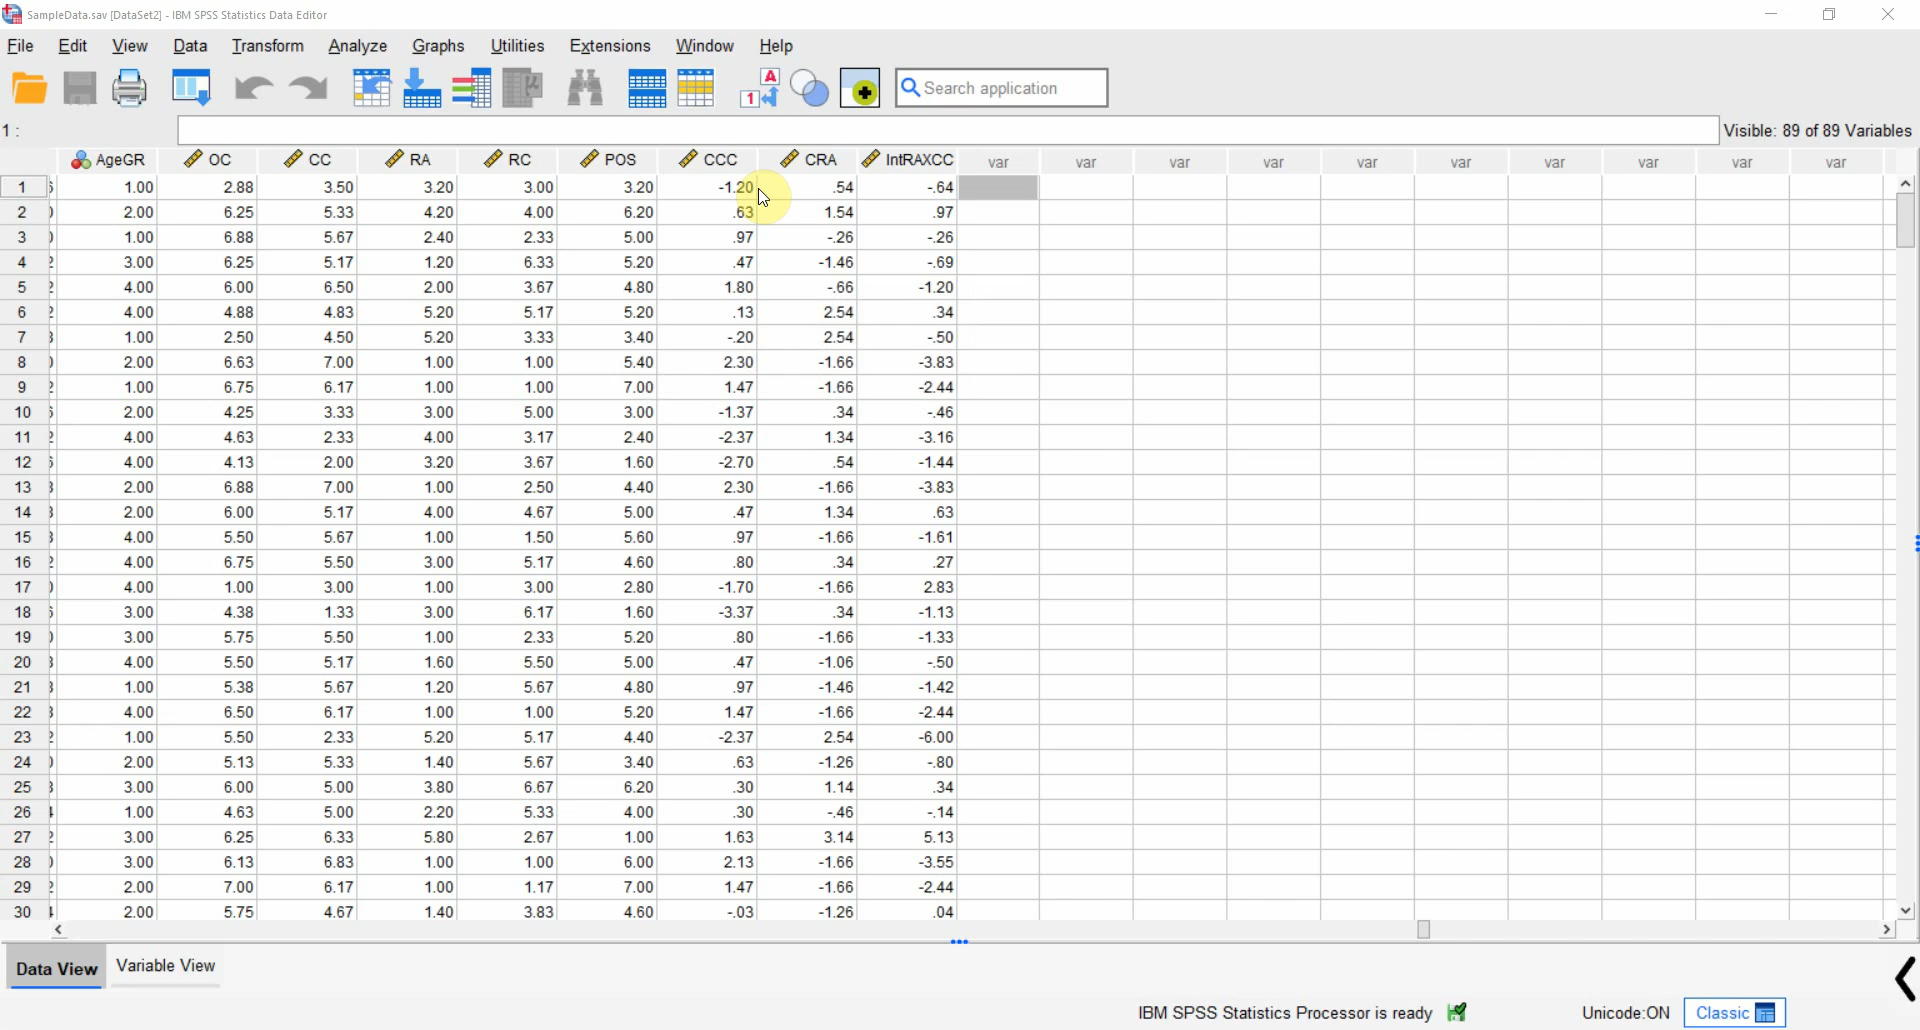 SampleData.sav [DataSet2] - IBM SPSS Statistics Data Editor
File Edit View Data Transform Analyze Graphs Utilities Extensions Window Help
A 1 Search application
1 : Visible: 89 of 89 Variables
AgeGR OC CC RA RC POS CCC CRA IntRAXCC var var var var var var var var var var
1 1.00 2.88 3.50 3.20 3.00 3.20 -1.20 .54 -.64
2 2.00 6.25 5.33 4.20 4.00 6.20 .63 1.54 .97
3 1.00 6.88 5.67 2.40 2.33 5.00 .97 -.26 -.26
4 3.00 6.25 5.17 1.20 6.33 5.20 .47 -1.46 -.69
5 4.00 6.00 6.50 2.00 3.67 4.80 1.80 -.66 -1.20
6 4.00 4.88 4.83 5.20 5.17 5.20 .13 2.54 .34
7 1.00 2.50 4.50 5.20 3.33 3.40 -.20 2.54 -.50
8 2.00 6.63 7.00 1.00 1.00 5.40 2.30 -1.66 -3.83
9 1.00 6.75 6.17 1.00 1.00 7.00 1.47 -1.66 -2.44
10 2.00 4.25 3.33 3.00 5.00 3.00 -1.37 .34 -.46
11 4.00 4.63 2.33 4.00 3.17 2.40 -2.37 1.34 -3.16
12 4.00 4.13 2.00 3.20 3.67 1.60 -2.70 .54 -1.44
13 2.00 6.88 7.00 1.00 2.50 4.40 2.30 -1.66 -3.83
14 2.00 6.00 5.17 4.00 4.67 5.00 .47 1.34 .63
15 4.00 5.50 5.67 1.00 1.50 5.60 .97 -1.66 -1.61
16 4.00 6.75 5.50 3.00 5.17 4.60 .80 .34 .27
17 4.00 1.00 3.00 1.00 3.00 2.80 -1.70 -1.66 2.83
18 3.00 4.38 1.33 3.00 6.17 1.60 -3.37 .34 -1.13
19 3.00 5.75 5.50 1.00 2.33 5.20 .80 -1.66 -1.33
20 4.00 5.50 5.17 1.60 5.50 5.00 .47 -1.06 -.50
21 1.00 5.38 5.67 1.20 5.67 4.80 .97 -1.46 -1.42
22 4.00 6.50 6.17 1.00 1.00 5.20 1.47 -1.66 -2.44
23 1.00 5.50 2.33 5.20 5.17 4.40 -2.37 2.54 -6.00
24 2.00 5.13 5.33 1.40 5.67 3.40 .63 -1.26 -.80
25 3.00 6.00 5.00 3.80 6.67 6.20 .30 1.14 .34
26 1.00 4.63 5.00 2.20 5.33 4.00 .30 -.46 -.14
27 3.00 6.25 6.33 5.80 2.67 1.00 1.63 3.14 5.13
28 3.00 6.13 6.83 1.00 1.00 6.00 2.13 -1.66 -3.55
29 2.00 7.00 6.17 1.00 1.17 7.00 1.47 -1.66 -2.44
30 2.00 5.75 4.67 1.40 3.83 4.60 -.03 -1.26 .04
Data View Variable View
IBM SPSS Statistics Processor is ready Unicode:ON Classic